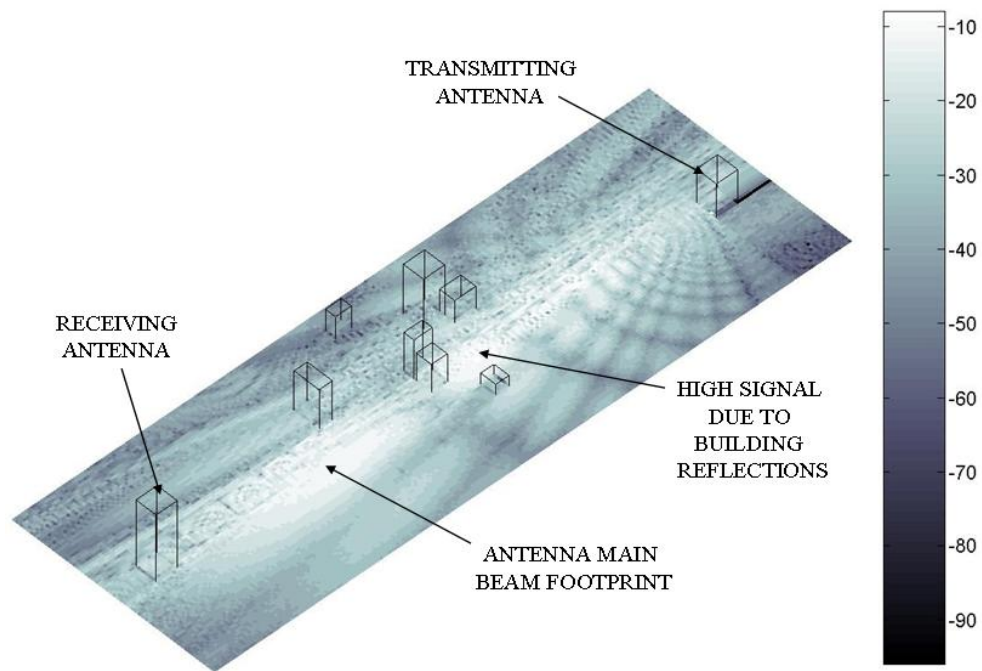 TRANSMITTING
ANTENNA
RECEIVING
ANTENNA
HIGH SIGNAL
DUE TO
BUILDING
REFLECTIONS
ANTENNA MAIN
BEAM FOOTPRINT
-10
-20
-30
-40
-50
-60
-70
-80
-90